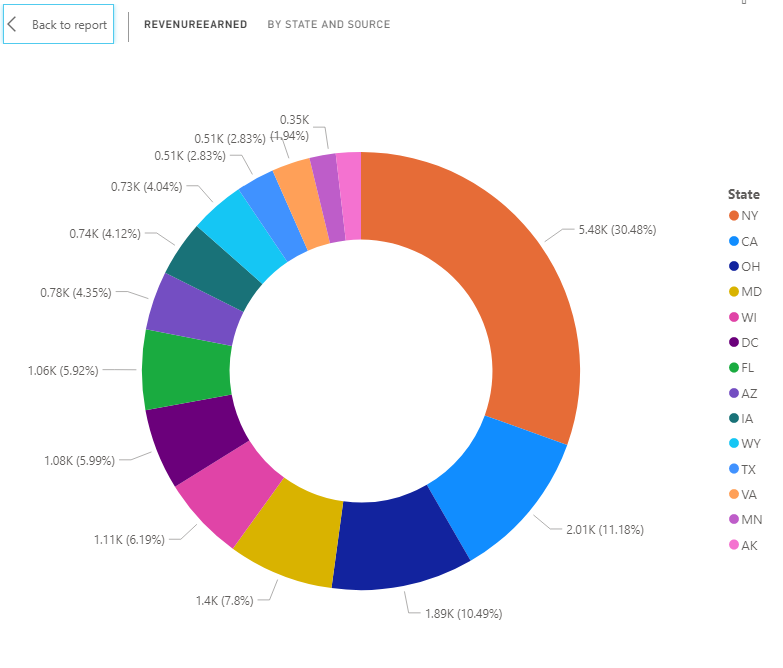 Back to report
REVENUREEARNED
BY STATE AND SOURCE
0.35K
(1.94%)
0.51K (2.83%)
0.51K (2.83%)
0.73K (4.04%)
0.74K (4.12%)
0.78K (4.35%)
1.06K (5.92%)
1.08K (5.99%)
1.11K (6.19%)
1.4K (7.8%)
1.89K (10.49%)
2.01K (11.18%)
5.48K (30.48%)
State
NY
CA
OH
MD
WI
DC
FL
AZ
IA
WY
TX
VA
MN
AK